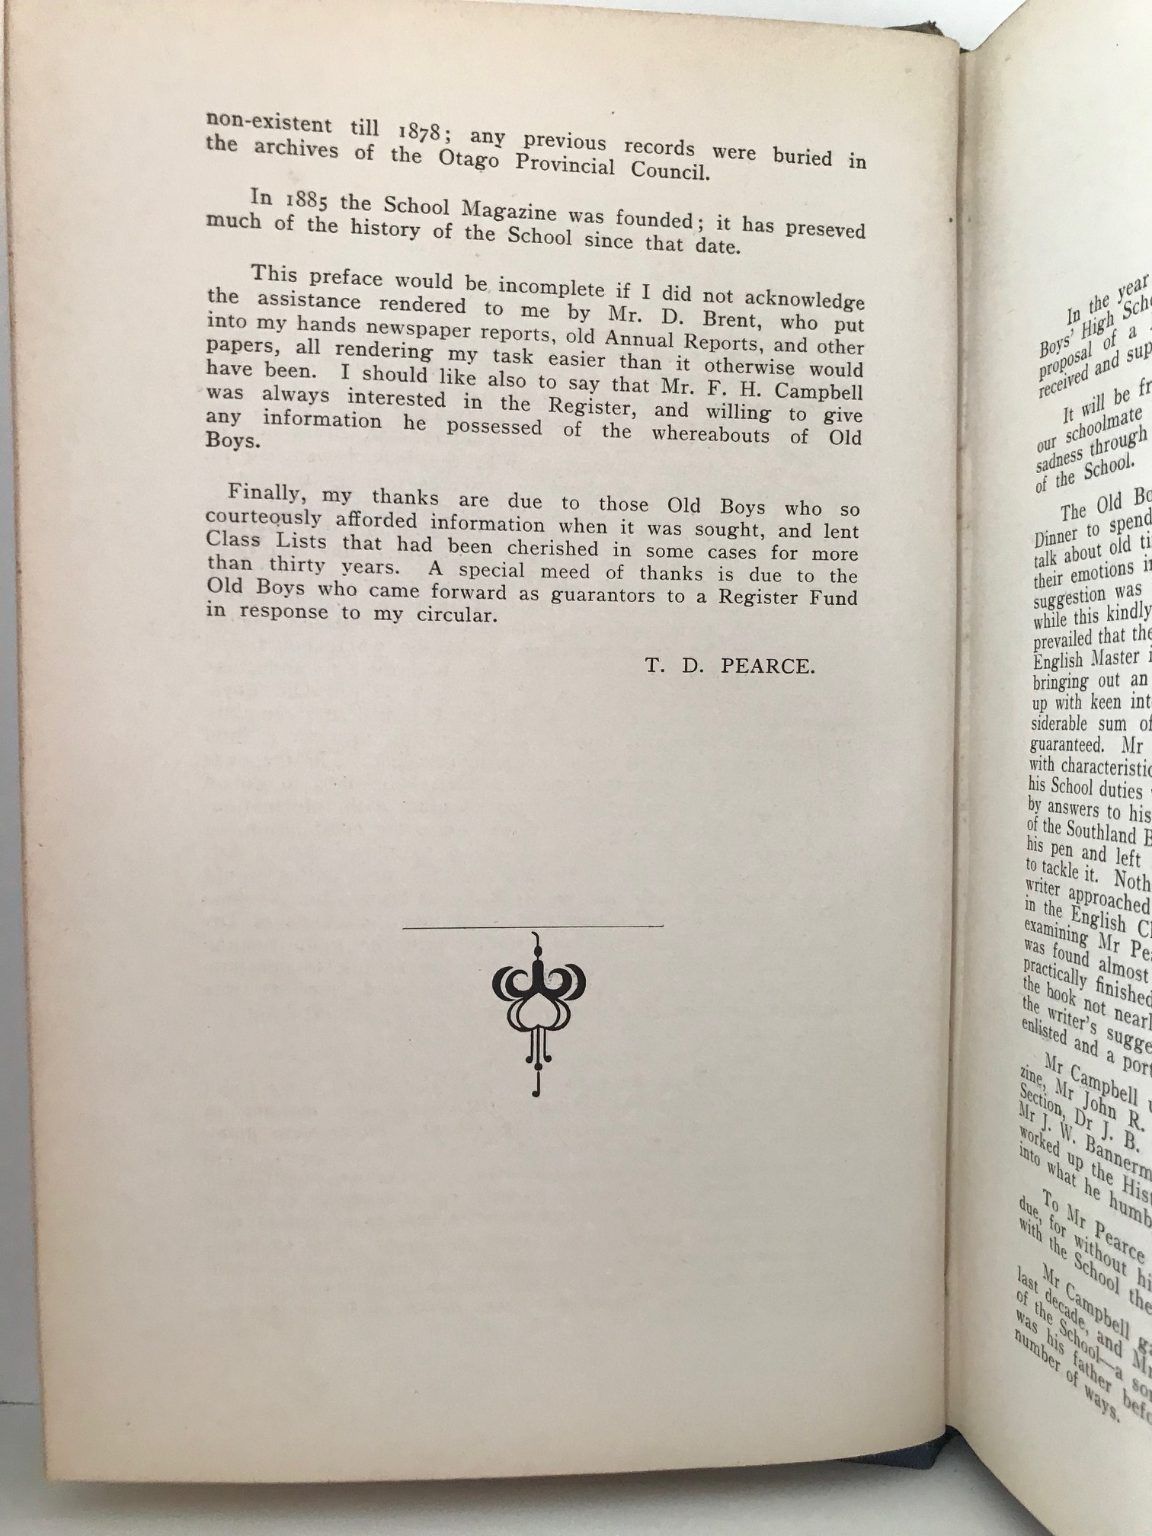 non-existent till 1878; any previous records were buried in
the archives of the Otago Provincial Council.
In 1885 the School Magazine was founded; it has preseved
much of the history of the School since that date.
This preface would be incomplete if I did not acknowledge
the assistance rendered to me by Mr. D. Brent, who put
into my hands newspaper reports, old Annual Reports, and other
papers, all rendering my task easier than it otherwise would
have been. I should like also to say that Mr. F. H. Campbell
was always interested in the Register, and willing to give
any information he possessed of the whereabouts of Old
Boys.
Finally, my thanks are due to those Old Boys who so
courteously afforded information when it was sought, and lent
Class Lists that had been cherished in some cases for more
than thirty years. A special meed of thanks is due to the
Old Boys who came forward as guarantors to a Register Fund
in response to my circular.
T. D. PEARCE.
In the year
Boys' High
proposal of a
received and
It will be
our schoolmate
sadness through
of the School.
The Old
Dinner to spend
talk about old
their emotions
suggestion was
while this kindly
prevailed that
English Master
bringing out an
up with keen
siderable sum
guaranteed. Mr
with characteristic
his School duties
by answers to his
of the Southland
his pen and left
to tackle it.
writer approached
in the English
examining Mr
was found almost
practically finished
the book not
the writer's
enlisted and a
Mr Campbell
zine, Mr John R.
Section, Dr J. B.
Mr J. W.
worked up the
into what he
To Mr Pearce
due, for without
with the School
Mr Campbell
last decade, and
of the School—a
was his father
number of ways.